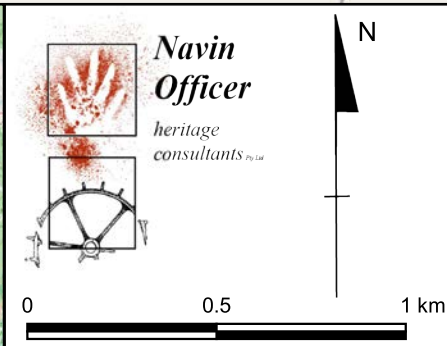 Navin
Officer
heritage
consultants Pty Ltd
N
0 0.5 1 km